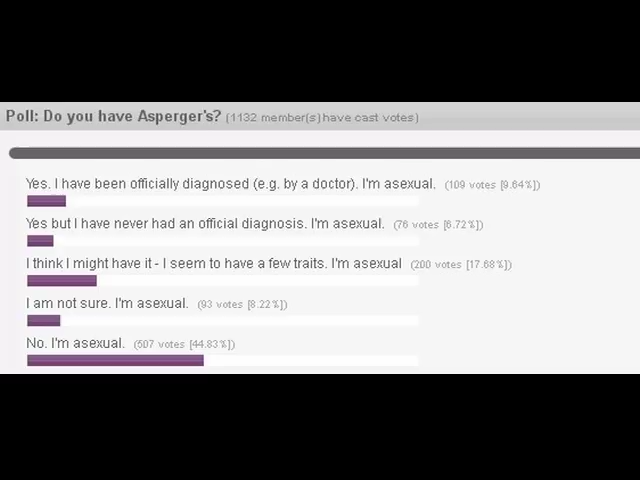 Poll: Do you have Asperger's? (1132 member(s) have cast votes)
Yes. I have been officially diagnosed (e.g. by a doctor). I'm asexual. (109 votes [9.64%])
Yes but I have never had an official diagnosis. I'm asexual. (76 votes [6.72%])
I think I might have it - I seem to have a few traits. I'm asexual (200 votes [17.68%])
I am not sure. I'm asexual. (93 votes [8.22%])
No. I'm asexual. (507 votes [44.83%])